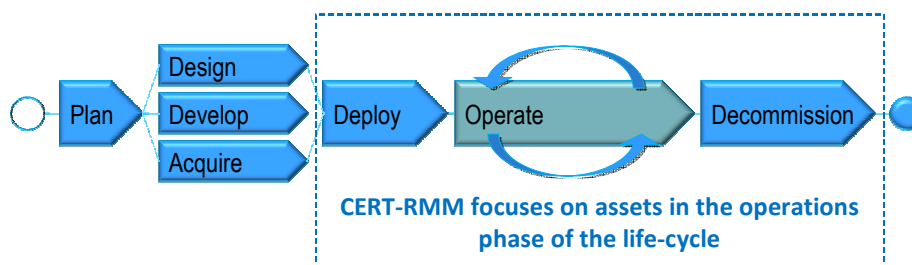 Plan
Design
Develop
Acquire
Deploy
Operate
Decommission
CERT-RMM focuses on assets in the operations
phase of the life-cycle